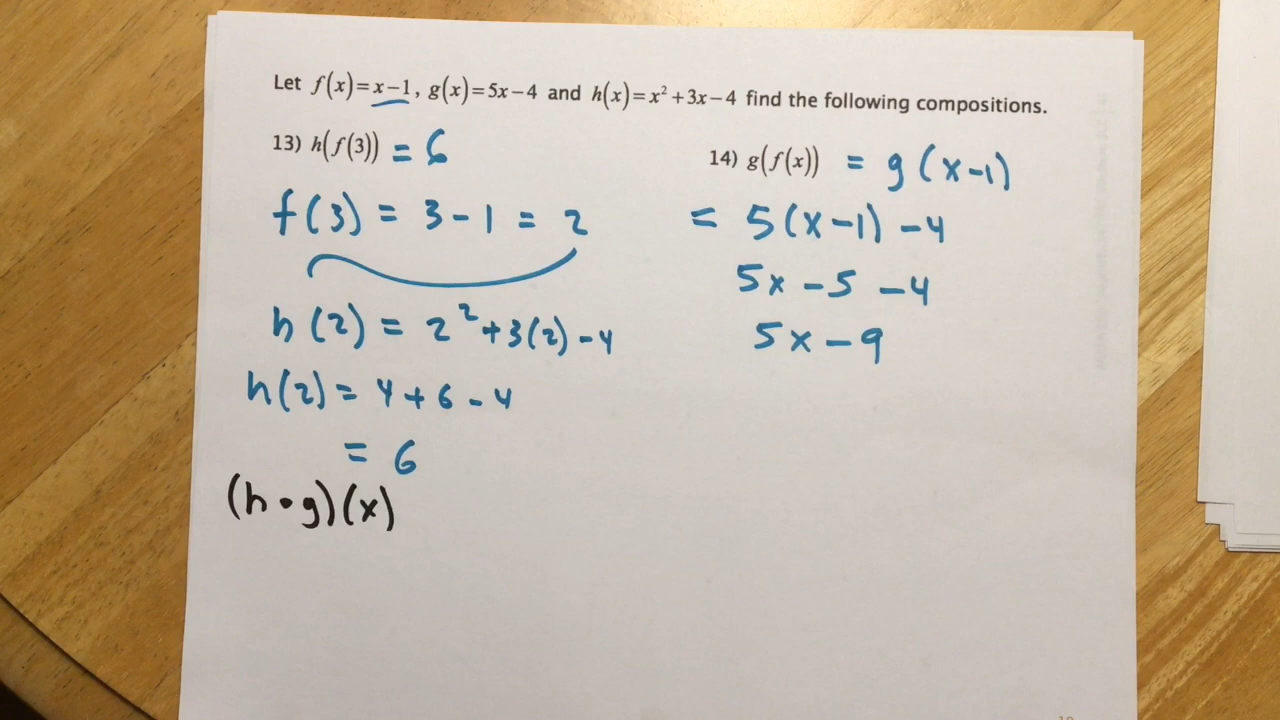 Let f(x)=x−1, g(x)=5x−4 and h(x)=x²+3x−4 find the following compositions.
13) h(f(3)) = 6
f(3) = 3 - 1 = 2
h(2) = 2² + 3(2) - 4
h(2) = 4 + 6 - 4
= 6
(h • g)(x)
14) g(f(x)) = g(x-1)
= 5(x-1) - 4
5x - 5 - 4
5x - 9